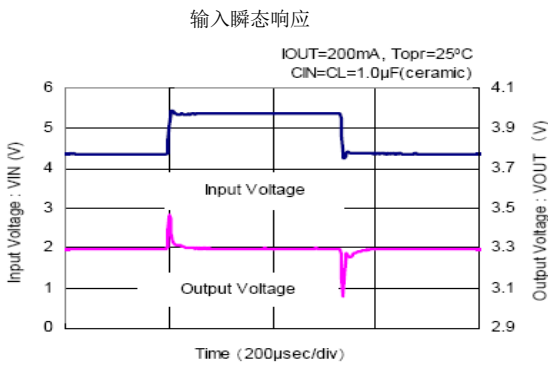 输入瞬态响应
IOUT=200mA, Topr=25℃
CIN=CL=1.0μF(ceramic)
6
5
4
3
2
1
0
Input Voltage : VIN (V)
Input Voltage
Output Voltage
4.1
3.9
3.7
3.5
3.3
3.1
2.9
Output Voltage : VOUT (V)
Time (200μsec/div)